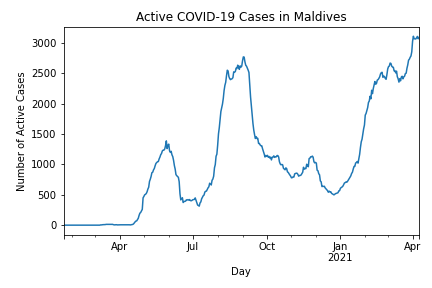 Active COVID-19 Cases in Maldives
Number of Active Cases
3000
2500
2000
1500
1000
500
0
Apr
Jul
Oct
Jan
2021
Apr
Day